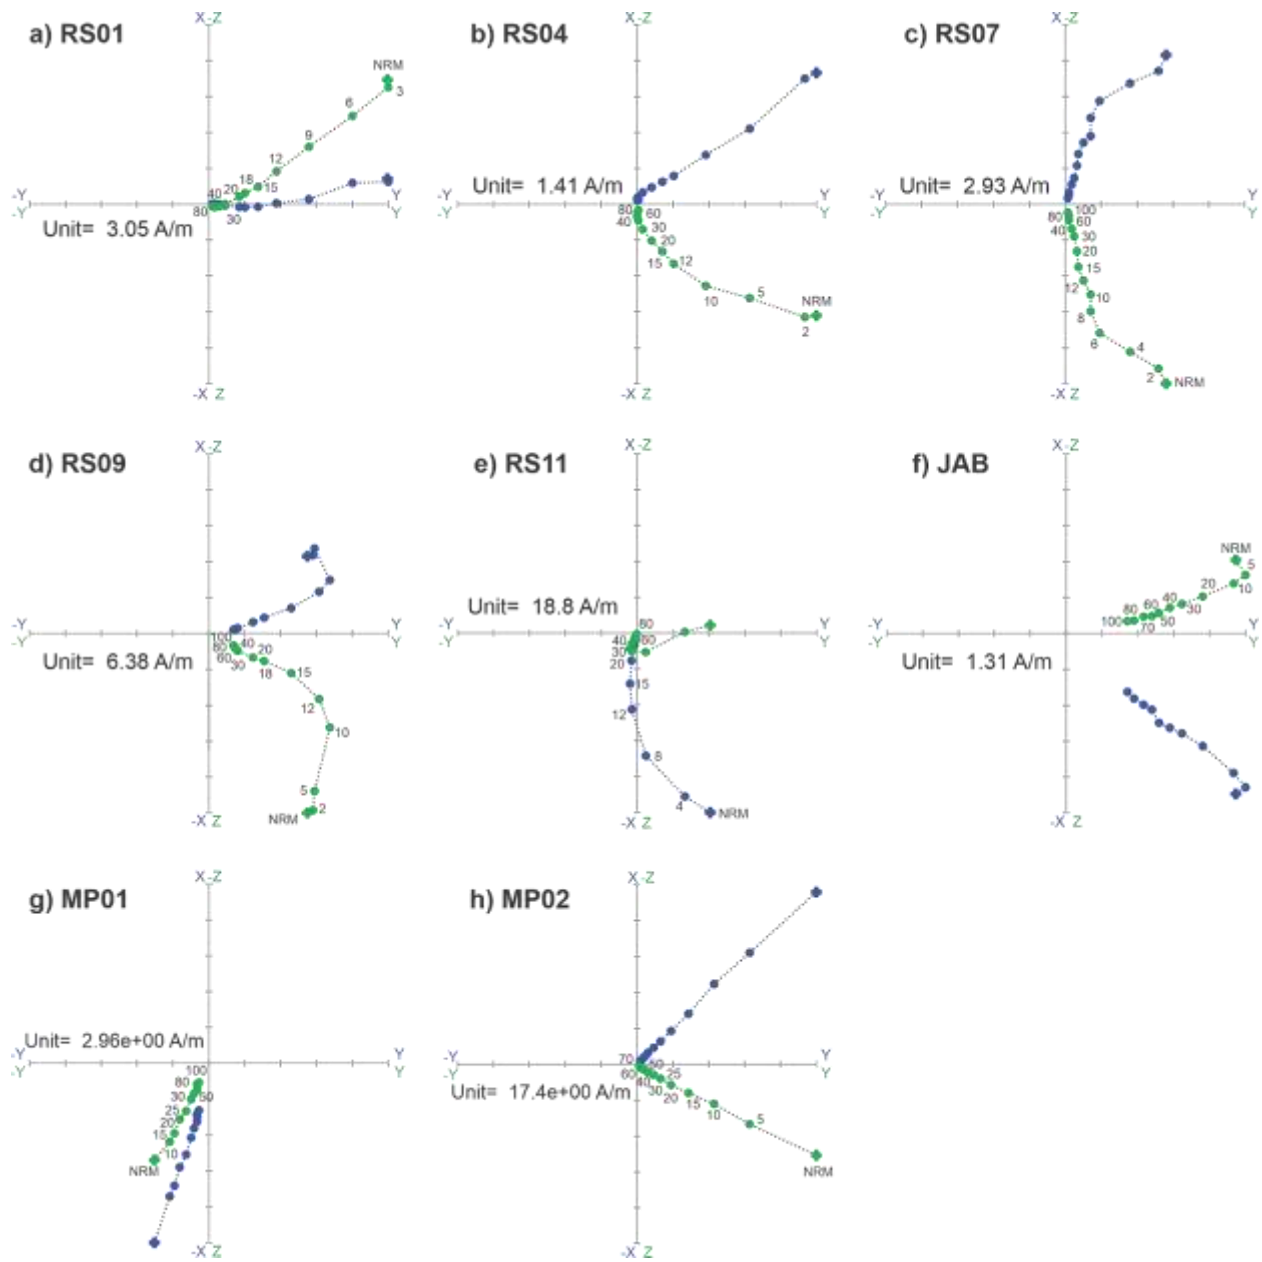 a) RS01
X -Z
NRM
3
6
9
12
18
15
20
40
30
80
-Y
-Y
Y
Y
Unit= 3.05 A/m
-X Z
b) RS04
X -Z
Unit= 1.41 A/m
-Y
-Y
Y
Y
80
60
40
30
20
15
12
10
5
NRM
2
-X Z
c) RS07
X -Z
Unit= 2.93 A/m
-Y
-Y
Y
Y
100
80
60
40
30
20
15
12
10
8
6
4
2
NRM
-X Z
d) RS09
X -Z
-Y
-Y
Y
Y
Unit= 6.38 A/m
100
80
40
60
20
30
18
15
12
10
5
2
NRM
-X Z
e) RS11
X -Z
Unit= 18.8 A/m
-Y
-Y
Y
Y
80
40
60
30
20
15
12
8
4
NRM
-X Z
f) JAB
X -Z
NRM
5
10
20
30
40
50
60
70
80
100
-Y
-Y
Y
Y
Unit= 1.31 A/m
-X Z
g) MP01
X -Z
Unit= 2.96e+00 A/m
-Y
-Y
Y
Y
100
80
30
50
25
20
15
10
NRM
-X Z
h) MP02
X -Z
-Y
-Y
Y
Y
Unit= 17.4e+00 A/m
70
50
60
40
25
30
20
15
10
5
NRM
-X Z